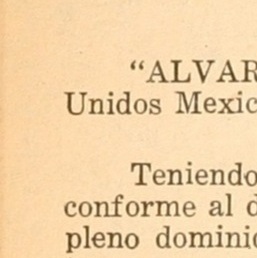 “ALVAR
Unidos Mexic
Teniendo
conforme al d
pleno domini